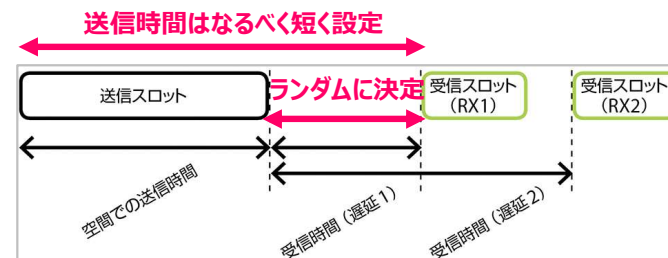 送信時間はなるべく短く設定
送信スロット
ランダムに決定
受信スロット
(RX1)
受信スロット
(RX2)
空間での送信時間
受信時間(遅延1)
受信時間(遅延2)